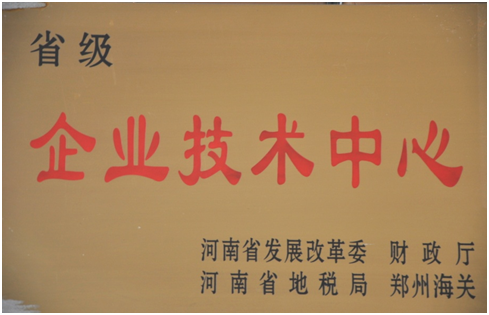 省级
企业技术中心
河南省发展改革委 财政厅
河南省地税局 郑州海关